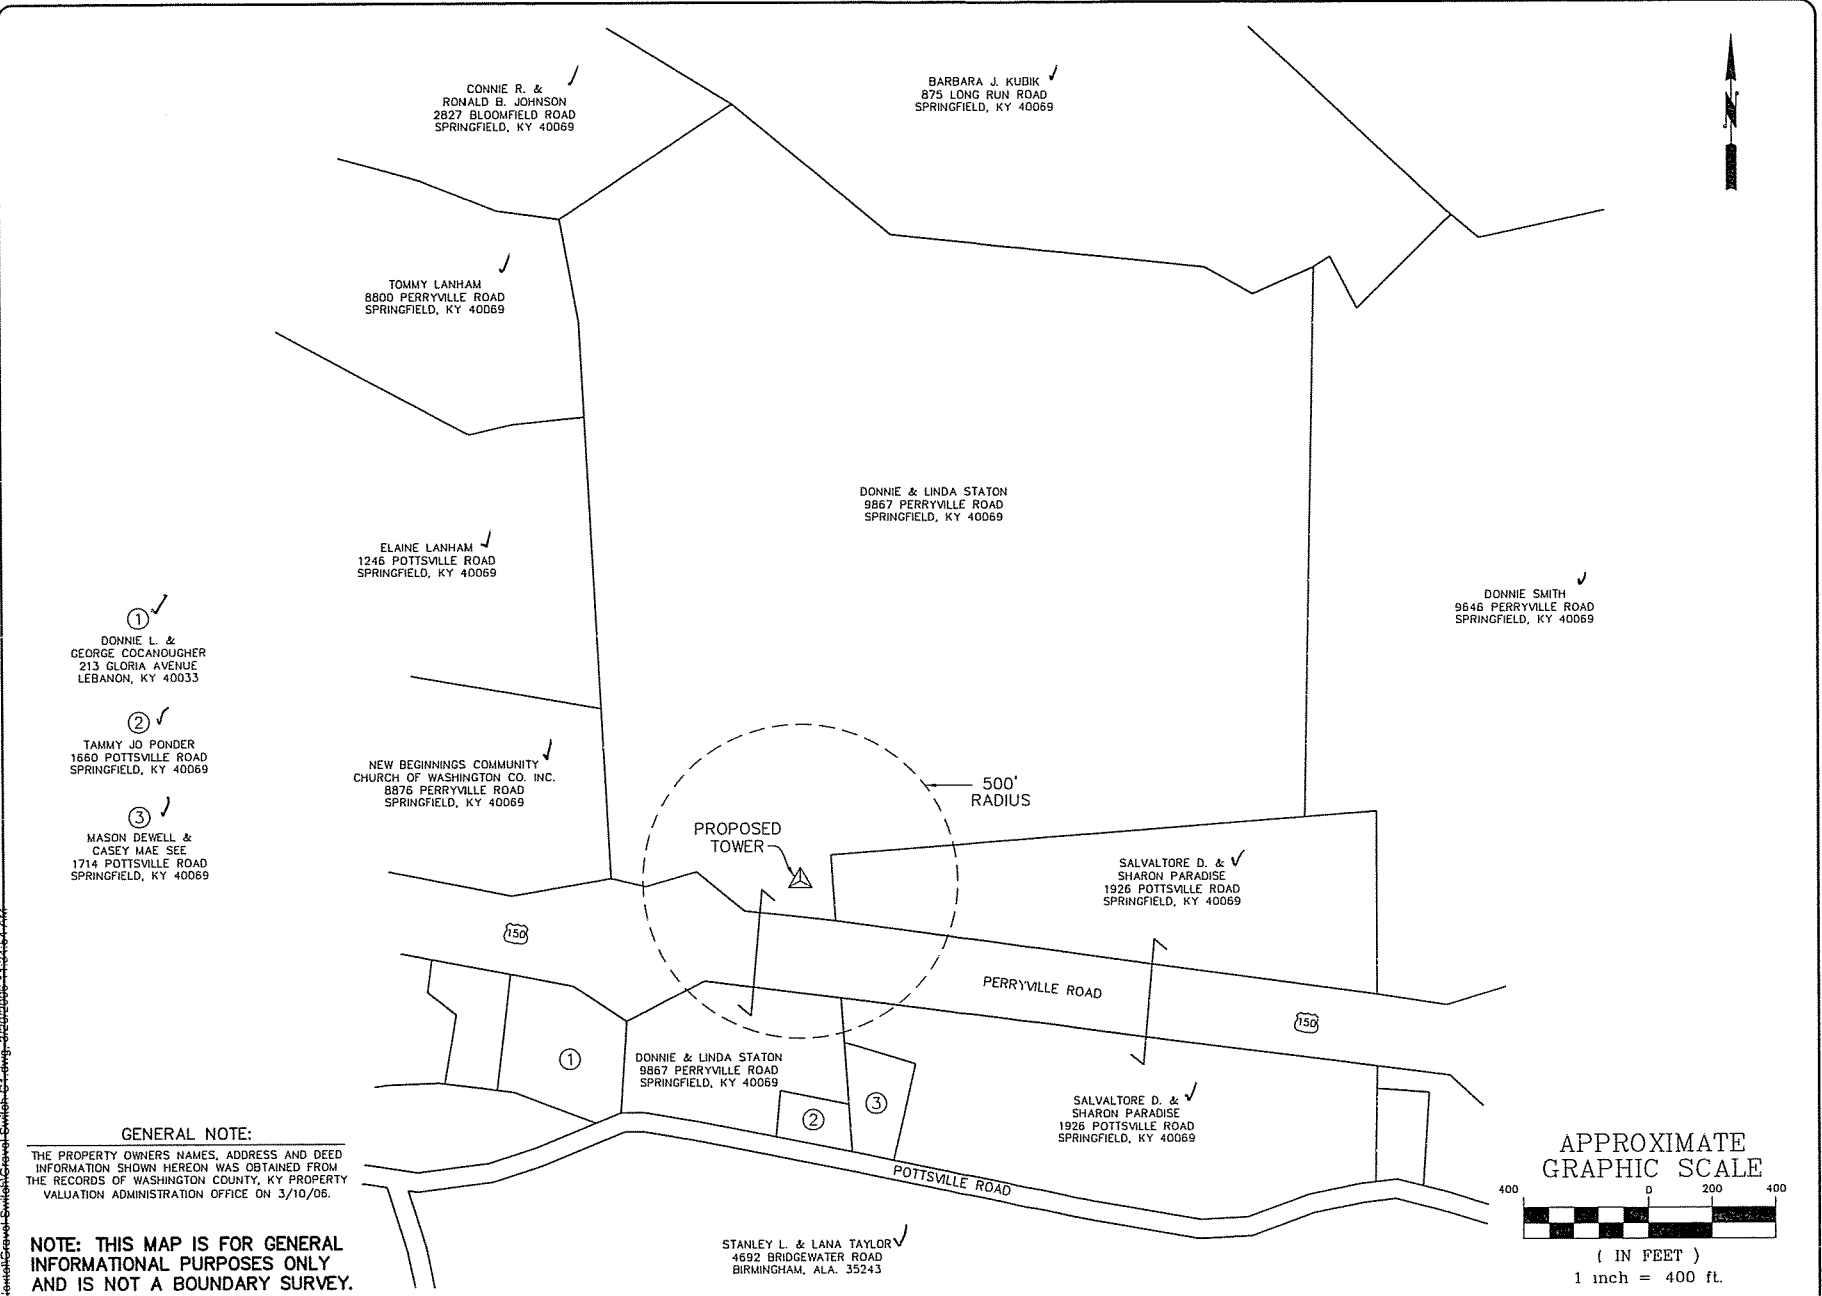 CONNIE R. &
RONALD B. JOHNSON
2827 BLOOMFIELD ROAD
SPRINGFIELD, KY 40069
BARBARA J. KUBIK
875 LONG RUN ROAD
SPRINGFIELD, KY 40069
N
TOMMY LANHAM
8800 PERRYVILLE ROAD
SPRINGFIELD, KY 40069
DONNIE & LINDA STATON
9867 PERRYVILLE ROAD
SPRINGFIELD, KY 40069
ELAINE LANHAM
1246 POTTSVILLE ROAD
SPRINGFIELD, KY 40069
DONNIE SMITH
9646 PERRYVILLE ROAD
SPRINGFIELD, KY 40069
1
DONNIE L. &
GEORGE COCANOUGHER
213 GLORIA AVENUE
LEBANON, KY 40033
2
TAMMY JO PONDER
1660 POTTSVILLE ROAD
SPRINGFIELD, KY 40069
3
MASON DEWELL &
CASEY MAE SEE
1714 POTTSVILLE ROAD
SPRINGFIELD, KY 40069
NEW BEGINNINGS COMMUNITY
CHURCH OF WASHINGTON CO. INC.
8876 PERRYVILLE ROAD
SPRINGFIELD, KY 40069
500'
RADIUS
PROPOSED
TOWER
SALVALTORE D. &
SHARON PARADISE
1926 POTTSVILLE ROAD
SPRINGFIELD, KY 40069
150
PERRYVILLE ROAD
150
1
DONNIE & LINDA STATON
9867 PERRYVILLE ROAD
SPRINGFIELD, KY 40069
2
3
SALVALTORE D. &
SHARON PARADISE
1926 POTTSVILLE ROAD
SPRINGFIELD, KY 40069
POTTSVILLE ROAD
STANLEY L. & LANA TAYLOR
4692 BRIDGEWATER ROAD
BIRMINGHAM, ALA. 35243
GENERAL NOTE:
THE PROPERTY OWNERS NAMES, ADDRESS AND DEED
INFORMATION SHOWN HEREON WAS OBTAINED FROM
THE RECORDS OF WASHINGTON COUNTY, KY PROPERTY
VALUATION ADMINISTRATION OFFICE ON 3/10/06.
NOTE: THIS MAP IS FOR GENERAL
INFORMATIONAL PURPOSES ONLY
AND IS NOT A BOUNDARY SURVEY.
APPROXIMATE
GRAPHIC SCALE
400 0 200 400
( IN FEET )
1 inch = 400 ft.